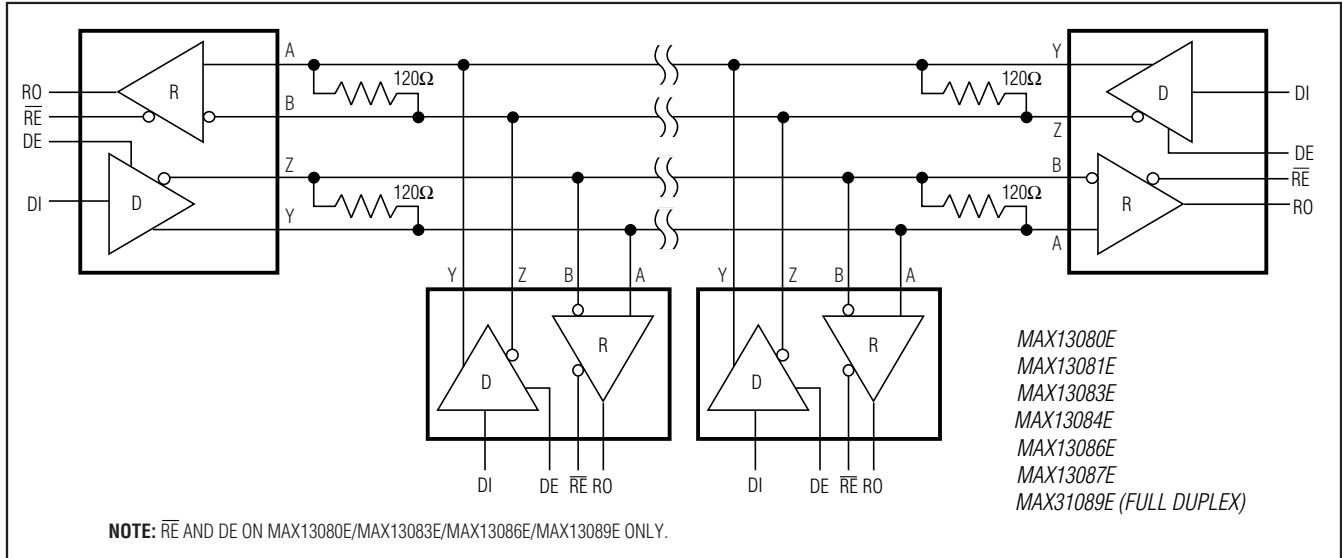 A
Y
120Ω
120Ω
RO
R
D
DI
B
Z
RE
DE
DE
Z
B
RE
120Ω
120Ω
DI
D
R
RO
Y
A
Y Z B A
Y Z B A
R
R
D
D
DI DE RE RO
DI DE RE RO
MAX13080E
MAX13081E
MAX13083E
MAX13084E
MAX13086E
MAX13087E
MAX31089E (FULL DUPLEX)
NOTE: RE AND DE ON MAX13080E/MAX13083E/MAX13086E/MAX13089E ONLY.